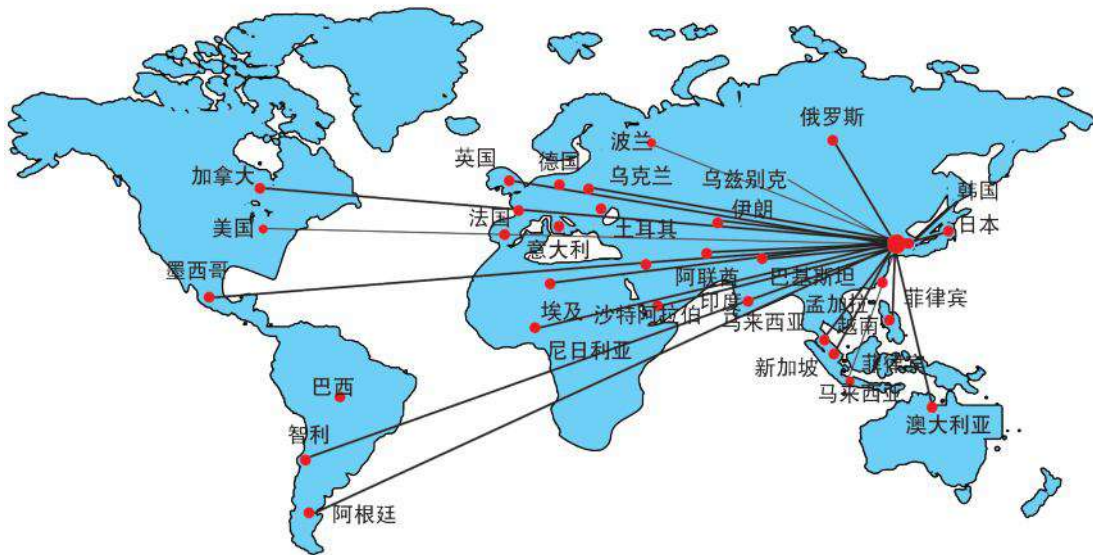 俄罗斯
波兰
英国
德国
加拿大
乌克兰
乌兹别克
韩国
美国
法国
伊朗
日本
土耳其
意大利
墨西哥
阿联酋
巴基斯坦
埃及
沙特阿拉伯
印度
孟加拉
菲律宾
马来西亚
越南
尼日利亚
新加坡
菲律宾
马来西亚
巴西
智利
澳大利亚
阿根廷